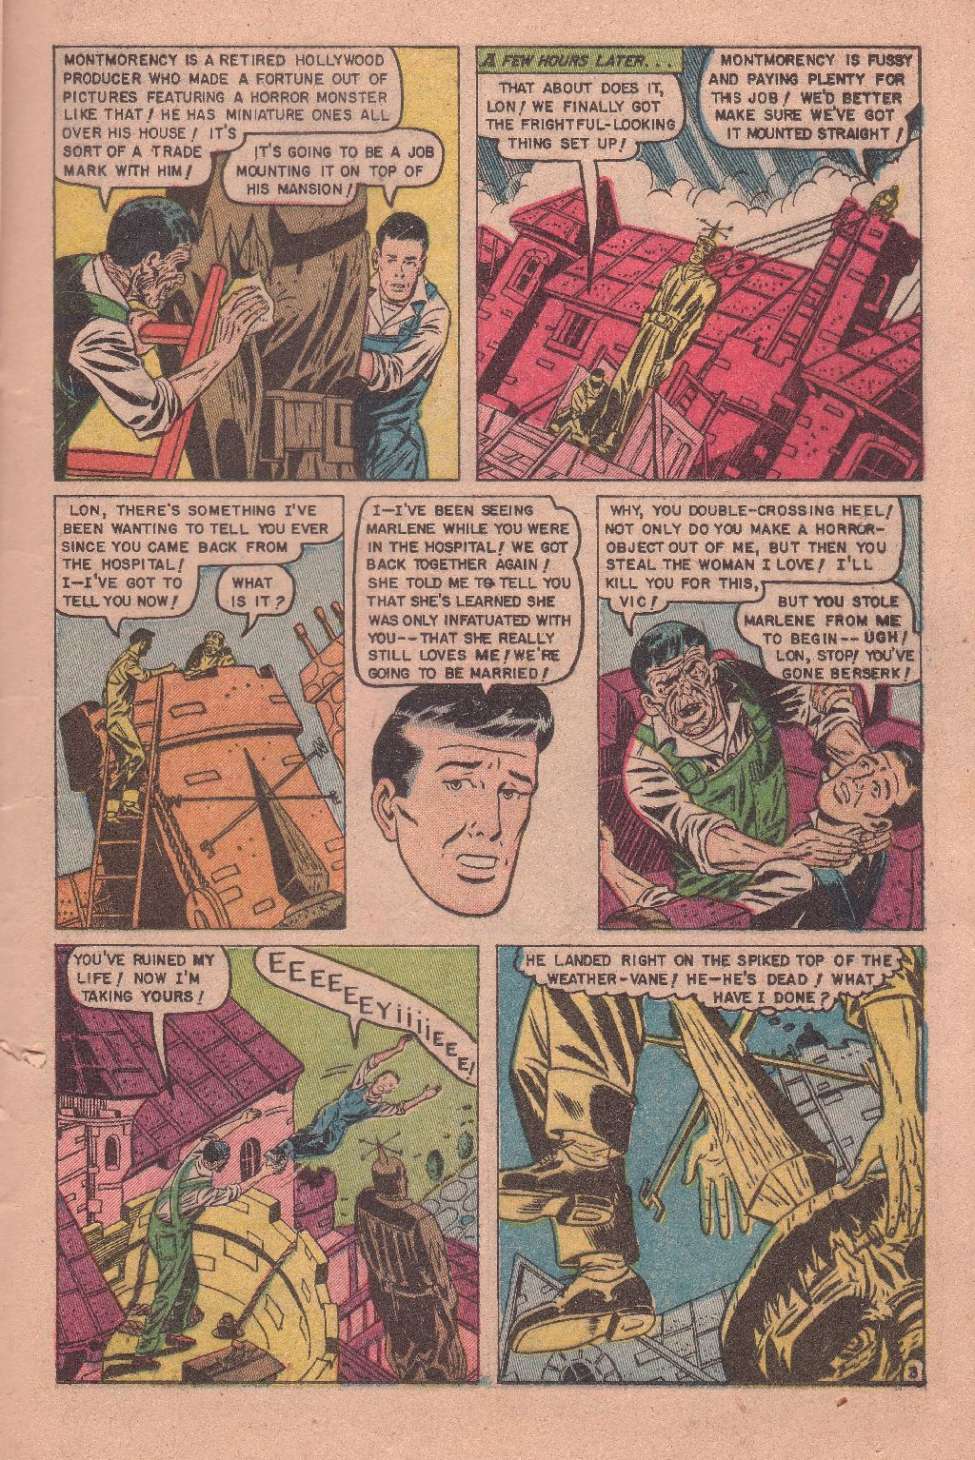 MONTMORENCY IS A RETIRED HOLLYWOOD
PRODUCER WHO MADE A FORTUNE OUT OF
PICTURES FEATURING A HORROR MONSTER
LIKE THAT! HE HAS MINIATURE ONES ALL
OVER HIS HOUSE! IT'S
SORT OF A TRADE
MARK WITH HIM!
IT'S GOING TO BE A JOB
MOUNTING IT ON TOP OF
HIS MANSION!
A FEW HOURS LATER...
THAT ABOUT DOES IT,
LON! WE FINALLY GOT
THE FRIGHTFUL-LOOKING
THING SET UP!
MONTMORENCY IS FUSSY
AND PAYING PLENTY FOR
THIS JOB! WE'D BETTER
MAKE SURE WE'VE GOT
IT MOUNTED STRAIGHT!
LON, THERE'S SOMETHING I'VE
BEEN WANTING TO TELL YOU EVER
SINCE YOU CAME BACK FROM
THE HOSPITAL!
I—I'VE GOT TO
TELL YOU NOW!
WHAT
IS IT?
I—I'VE BEEN SEEING
MARLENE WHILE YOU WERE
IN THE HOSPITAL! WE GOT
BACK TOGETHER AGAIN!
SHE TOLD ME TO TELL YOU
THAT SHE'S LEARNED SHE
WAS ONLY INFATUATED WITH
YOU--THAT SHE REALLY
STILL LOVES ME! WE'RE
GOING TO BE MARRIED!
WHY, YOU DOUBLE-CROSSING HEEL!
NOT ONLY DO YOU MAKE A HORROR-
OBJECT OUT OF ME, BUT THEN YOU
STEAL THE WOMAN I LOVE! I'LL
KILL YOU FOR THIS,
VIC!
BUT YOU STOLE
MARLENE FROM ME
TO BEGIN--UGH!
LON, STOP! YOU'VE
GONE BERSERK!
YOU'VE RUINED MY
LIFE! NOW I'M
TAKING YOURS!
EEEEEEYiiiiEEE!
HE LANDED RIGHT ON THE SPIKED TOP OF THE
WEATHER-VANE! HE—HE'S DEAD! WHAT
HAVE I DONE?
3